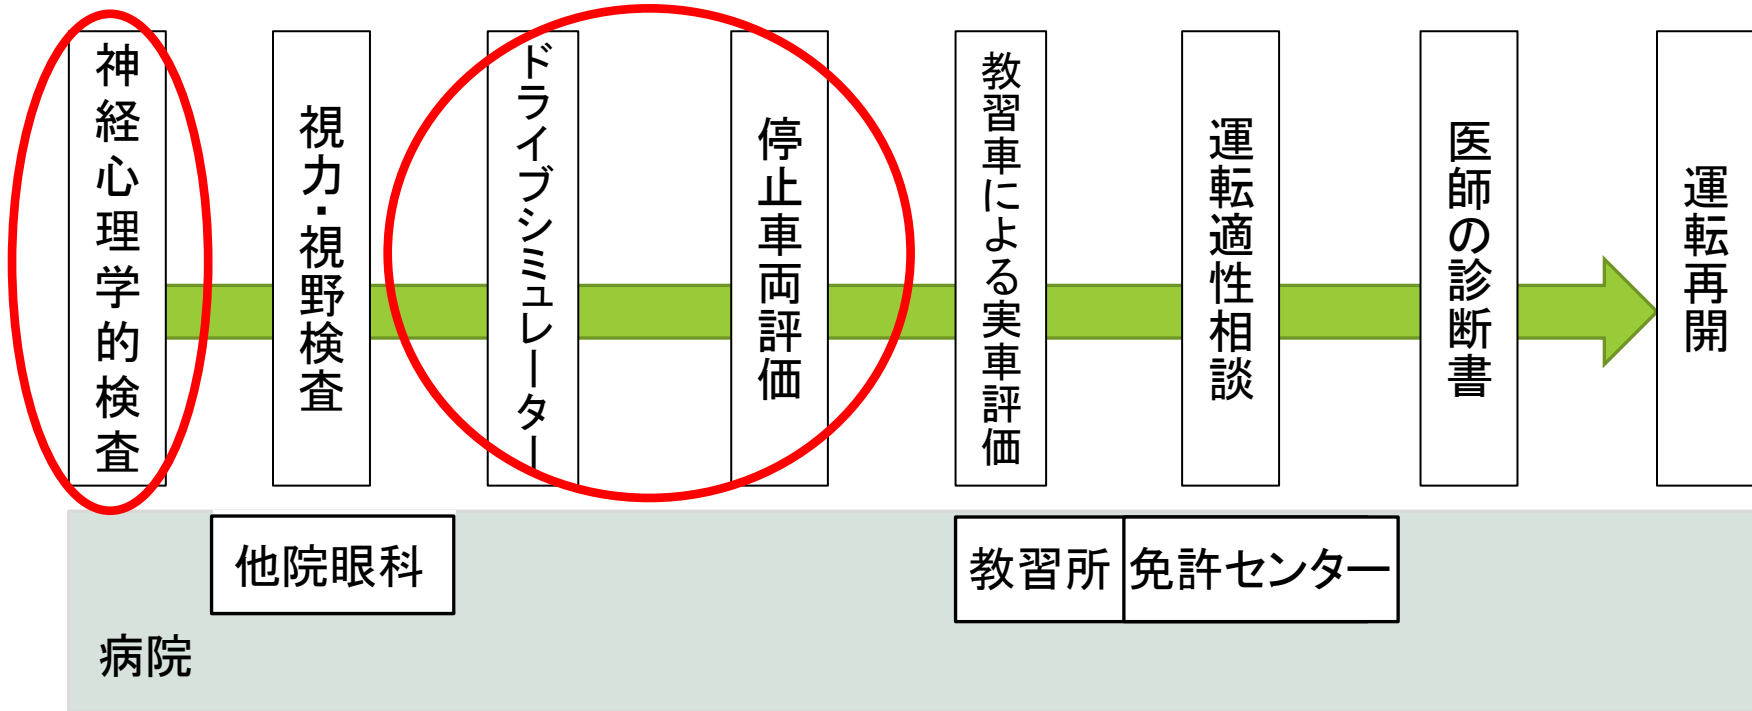 神経心理学的検査
視力・視野検査
ドライブシミュレーター
停止車両評価
教習車による実車評価
運転適性相談
医師の診断書
運転再開
他院眼科
教習所
免許センター
病院